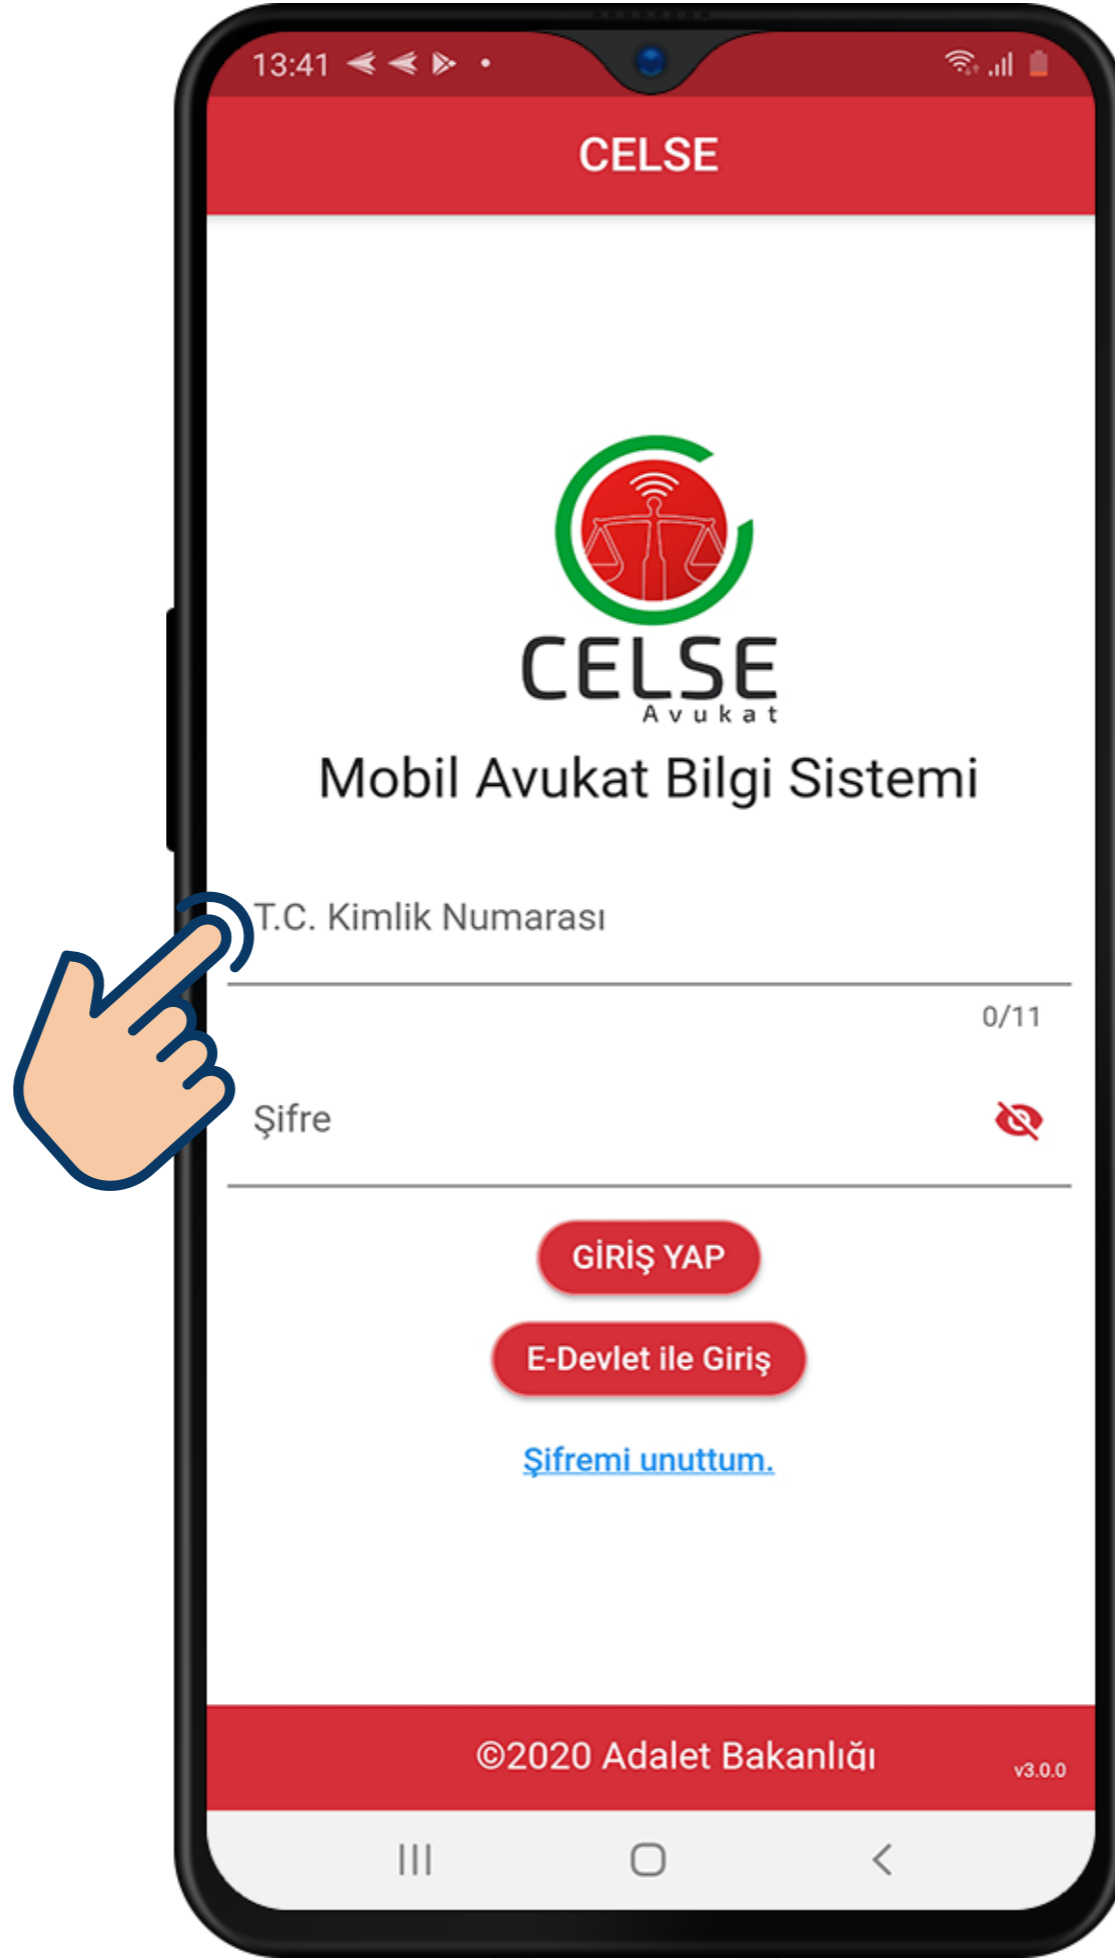 13:41
CELSE
CELSE
Avukat
Mobil Avukat Bilgi Sistemi
T.C. Kimlik Numarası
0/11
Şifre
GİRİŞ YAP
E-Devlet ile Giriş
Şifremi unuttum.
©2020 Adalet Bakanlığı
v3.0.0